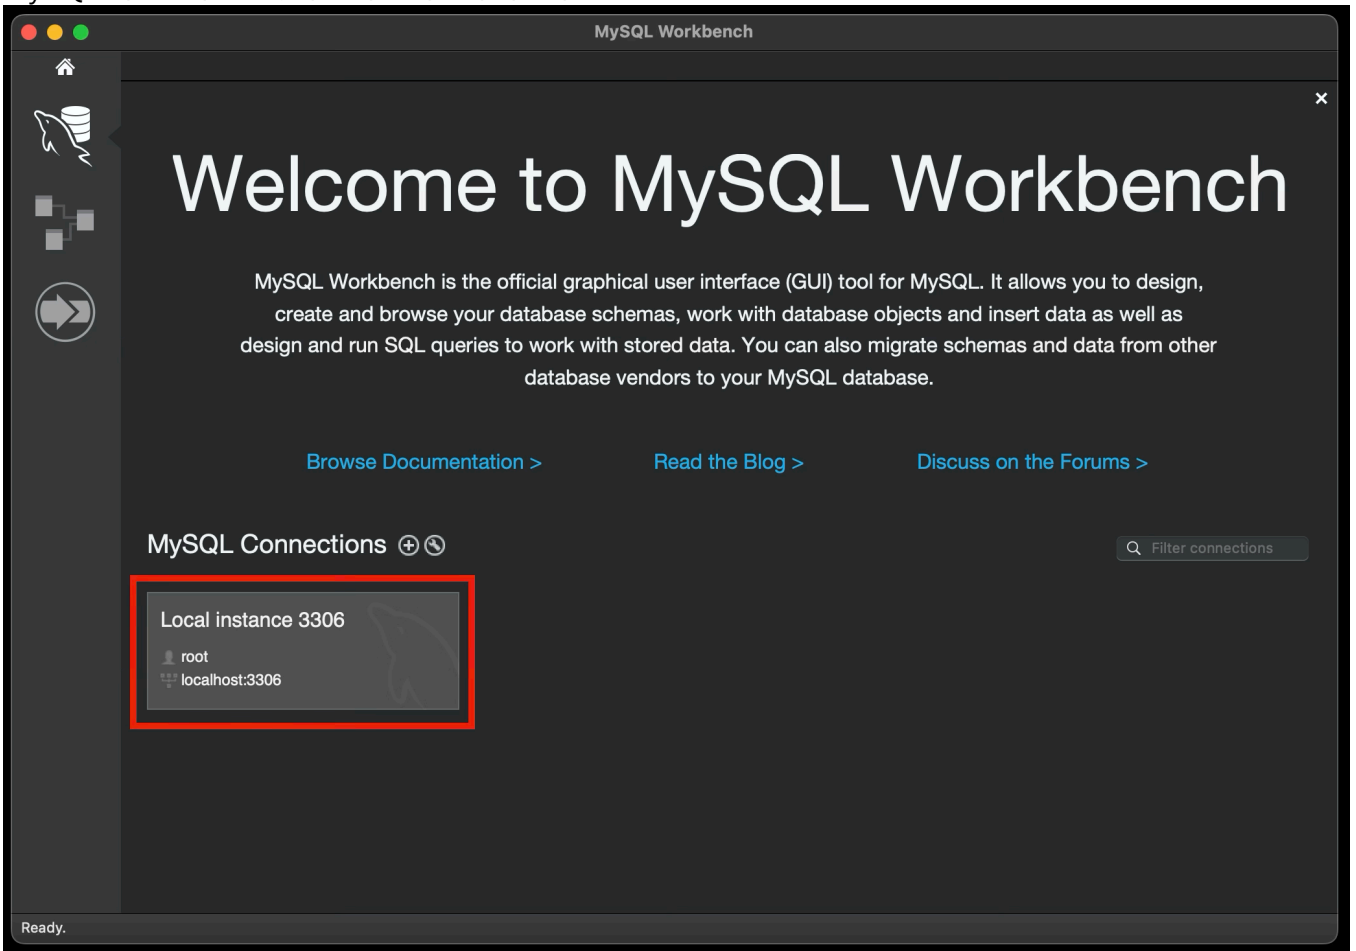 MySQL Workbench
Welcome to MySQL Workbench
MySQL Workbench is the official graphical user interface (GUI) tool for MySQL. It allows you to design,
create and browse your database schemas, work with database objects and insert data as well as
design and run SQL queries to work with stored data. You can also migrate schemas and data from other
database vendors to your MySQL database.
Browse Documentation >
Read the Blog >
Discuss on the Forums >
MySQL Connections
Filter connections
Local instance 3306
root
localhost:3306
Ready.